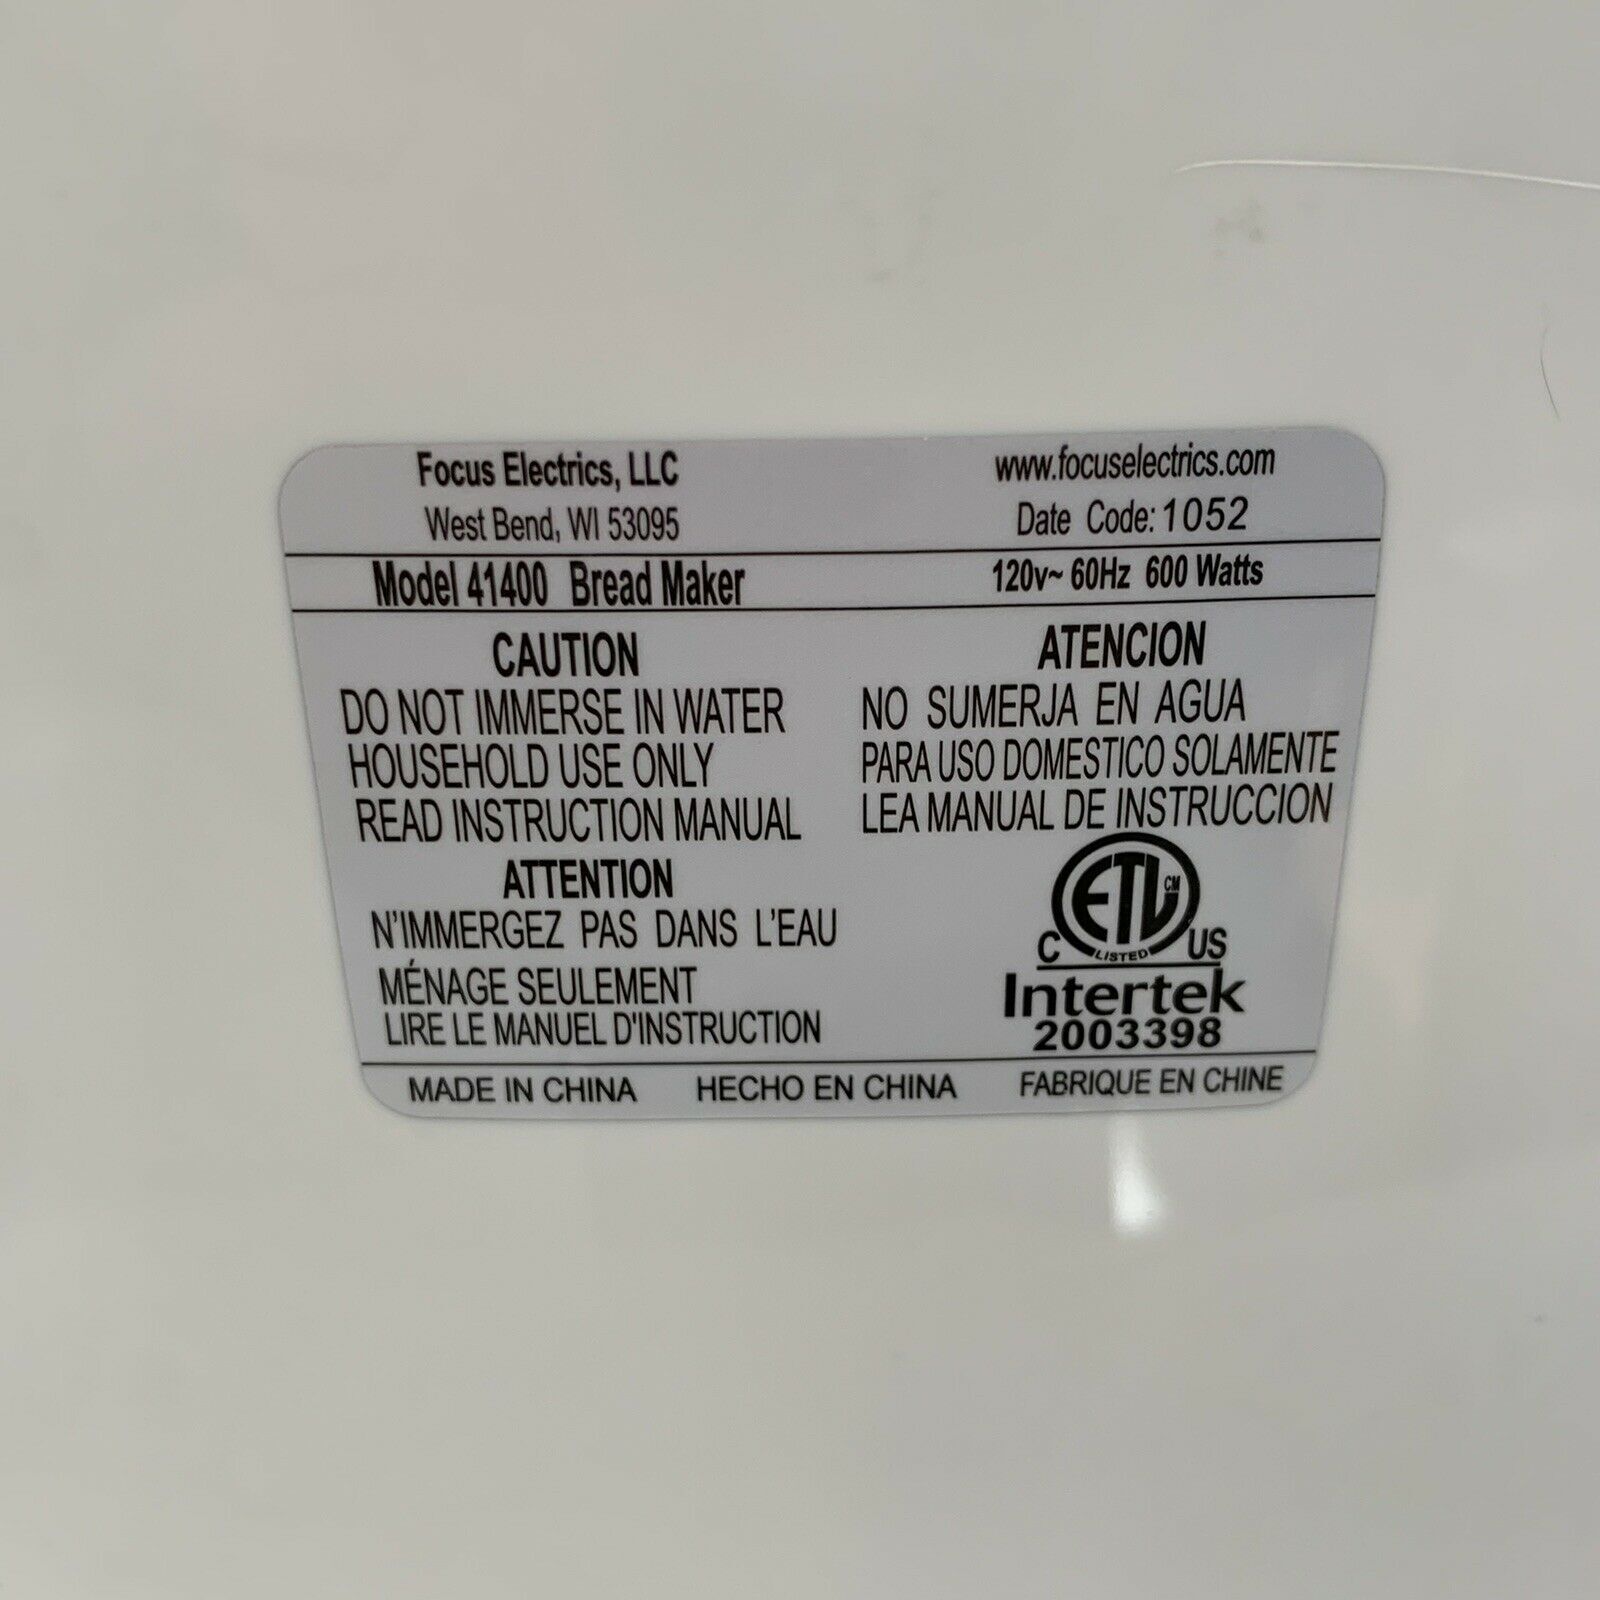 Focus Electrics, LLC www.focuselectrics.com
West Bend, WI 53095 Date Code: 1052
Model 41400 Bread Maker 120v~ 60Hz 600 Watts
CAUTION
DO NOT IMMERSE IN WATER
HOUSEHOLD USE ONLY
READ INSTRUCTION MANUAL
ATTENTION
N'IMMERGEZ PAS DANS L'EAU
MÉNAGE SEULEMENT
LIRE LE MANUEL D'INSTRUCTION
ATENCION
NO SUMERJA EN AGUA
PARA USO DOMESTICO SOLAMENTE
LEA MANUAL DE INSTRUCCION
ETL CM
C LISTED US
Intertek
2003398
MADE IN CHINA HECHO EN CHINA FABRIQUE EN CHINE